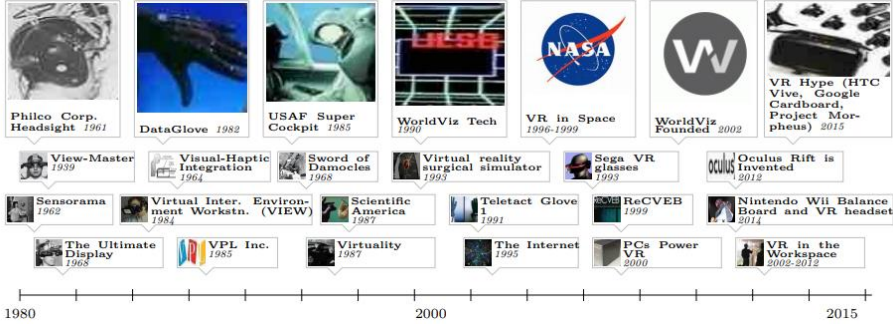 UCSB
NASA
W
Philco Corp.
Headsight 1961
DataGlove 1982
USAF Super
Cockpit 1985
WorldViz Tech
1990
VR in Space
1996-1999
WorldViz
Founded 2002
VR Hype (HTC
Vive, Google
Cardboard,
Project Mor-
pheus) 2015
View-Master
1939
Visual-Haptic
Integration
1964
Sword of
Damocles
1968
Virtual reality
surgical simulator
1993
Sega VR
glasses
1993
oculus
Oculus Rift is
Invented
2012
Sensorama
1962
Virtual Inter. Environ-
ment Workstn. (VIEW)
1984
Scientific
America
1987
Teletact Glove
1
1991
ReCVEB
ReCVEB
1999
Nintendo Wii Balance
Board and VR headset
2014
The Ultimate
Display
1968
VPL Inc.
1985
Virtuality
1987
The Internet
1995
PCs Power
VR
2000
VR in the
Workspace
2002-2012
1980
2000
2015